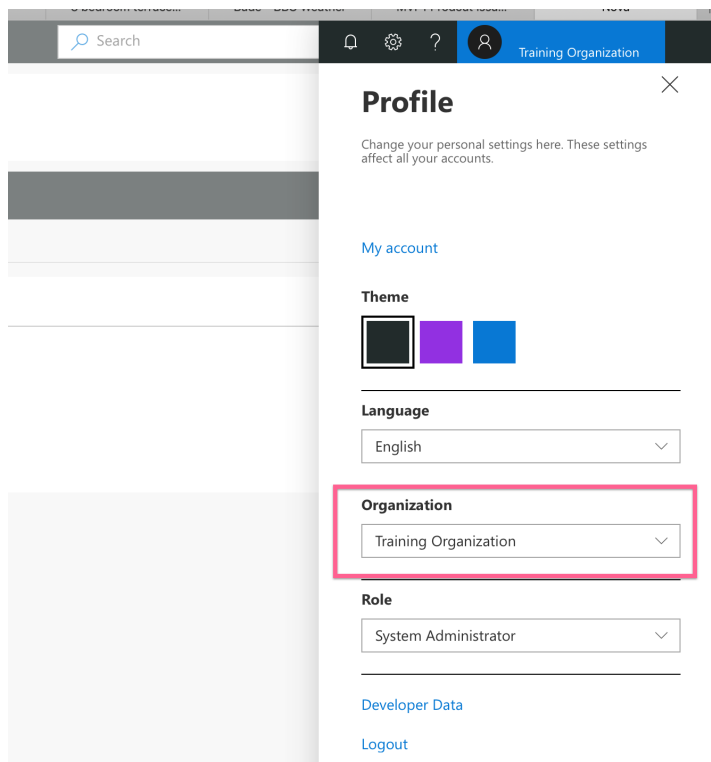 Search
Training Organization
Profile
Change your personal settings here. These settings
affect all your accounts.
My account
Theme
Language
English
Organization
Training Organization
Role
System Administrator
Developer Data
Logout